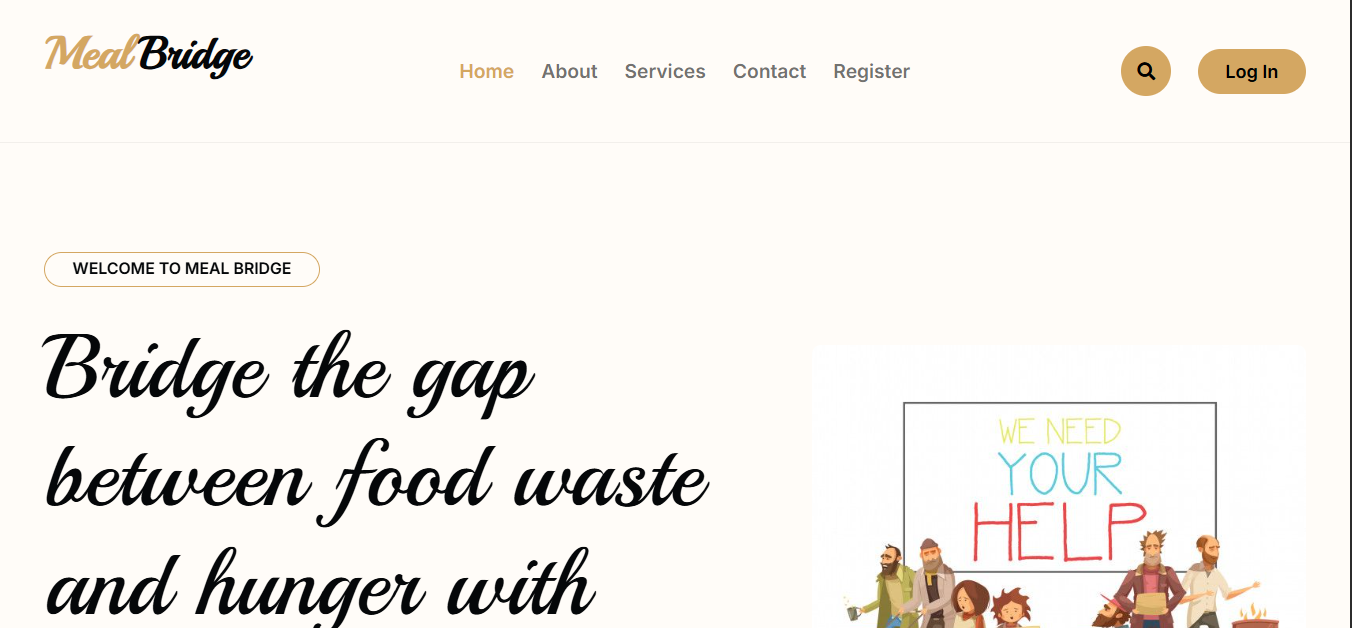 MealBridge
Home About Services Contact Register
Log In
WELCOME TO MEAL BRIDGE
Bridge the gap
between food waste
and hunger with
WE NEED
YOUR
HELP